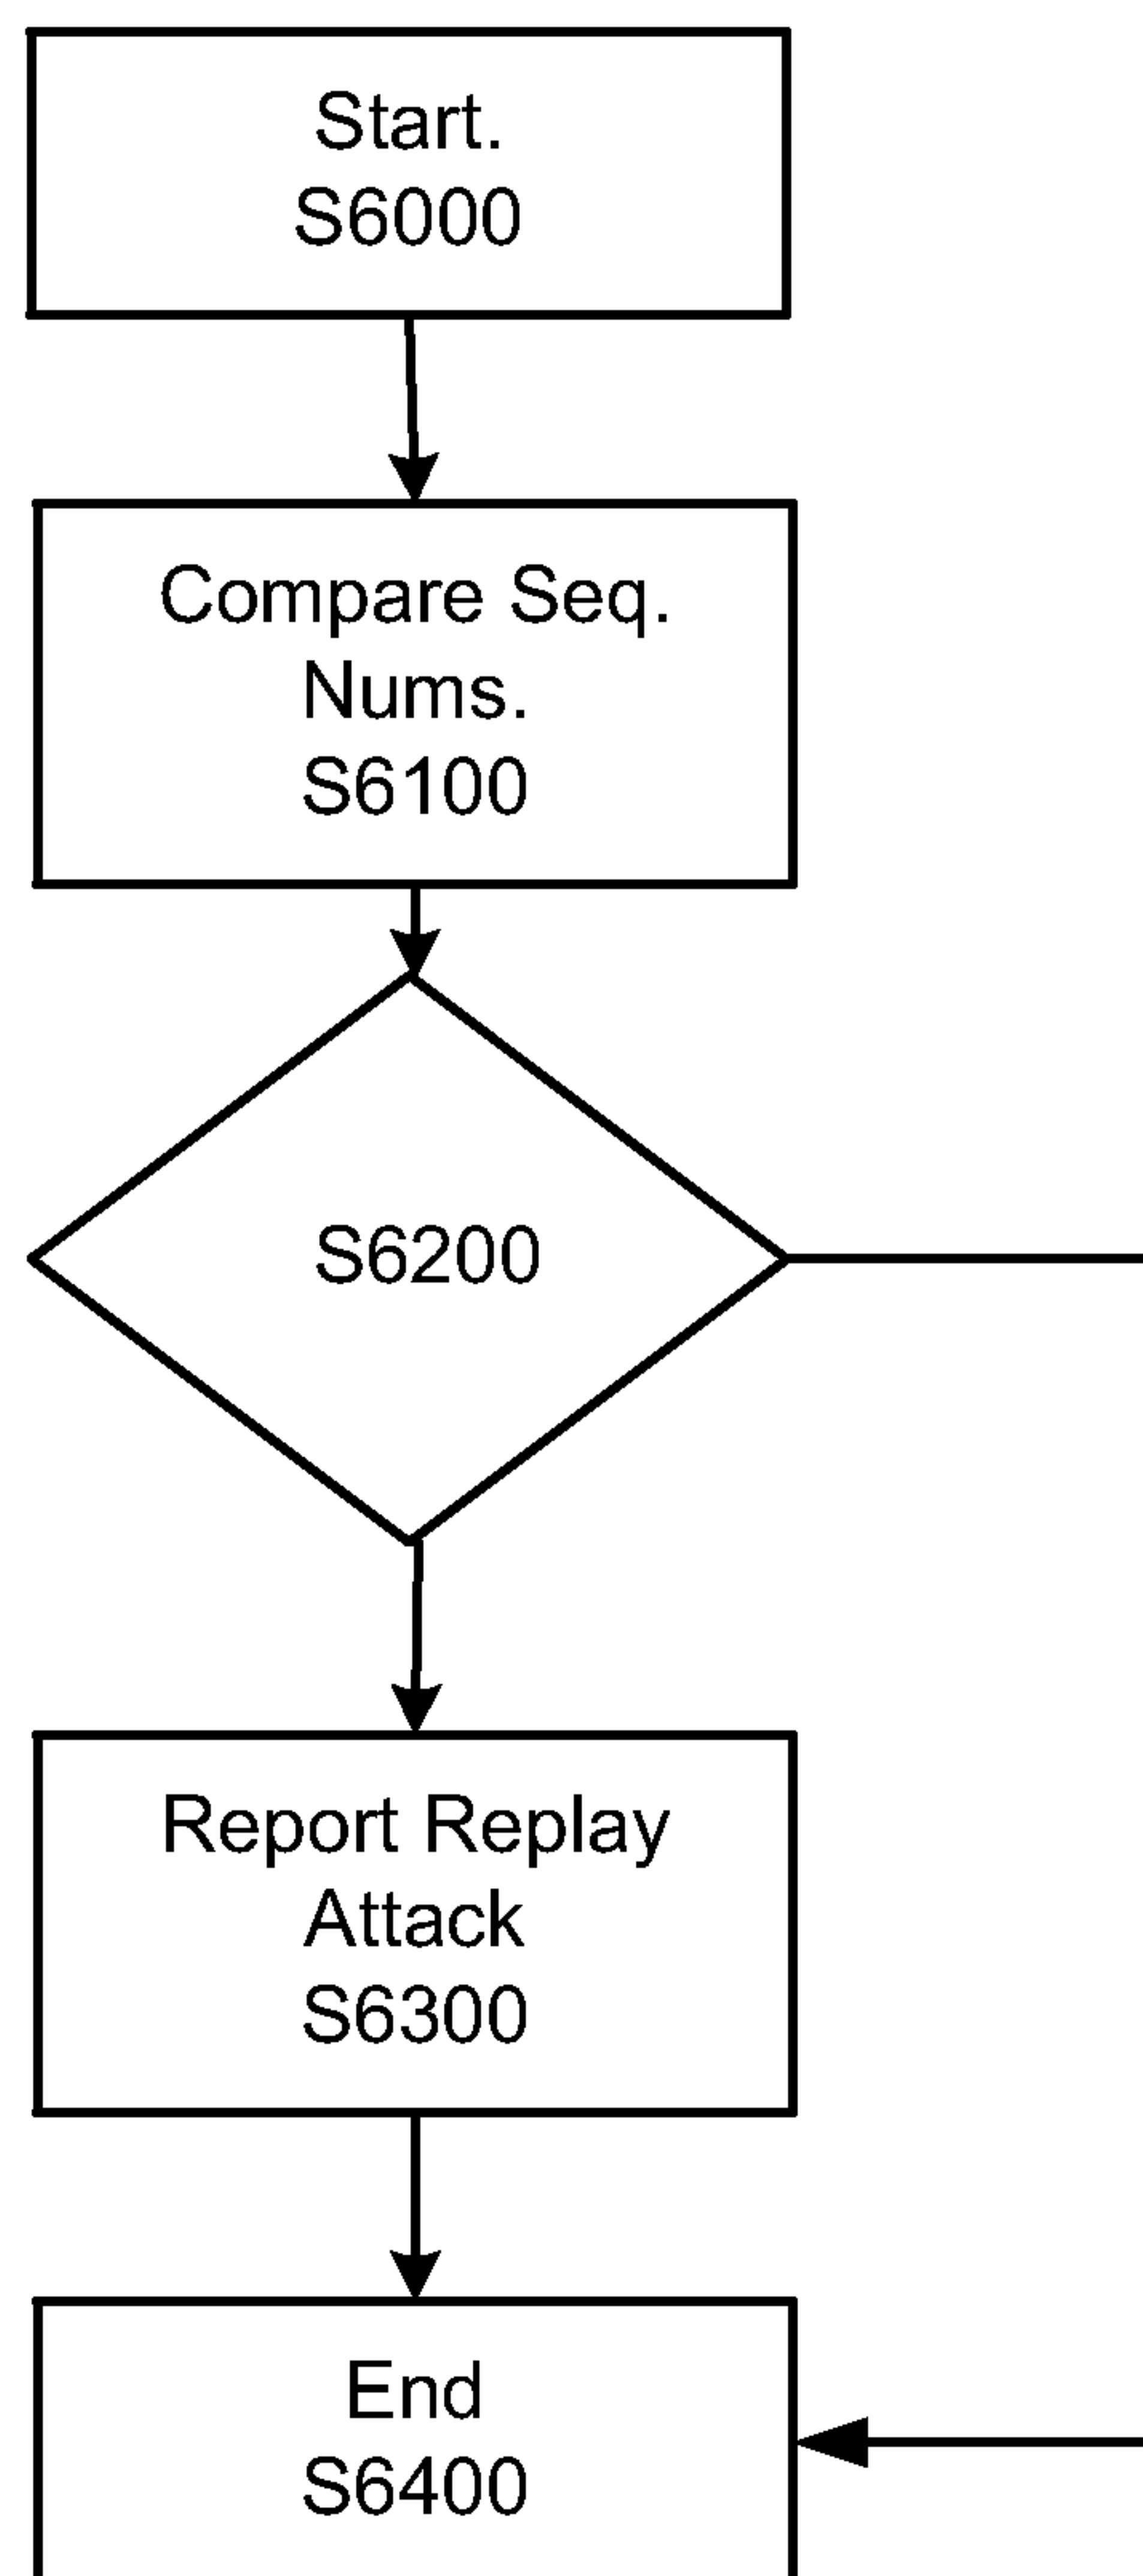 Start.
S6000
Compare Seq.
Nums.
S6100
S6200
Report Replay
Attack
S6300
End
S6400